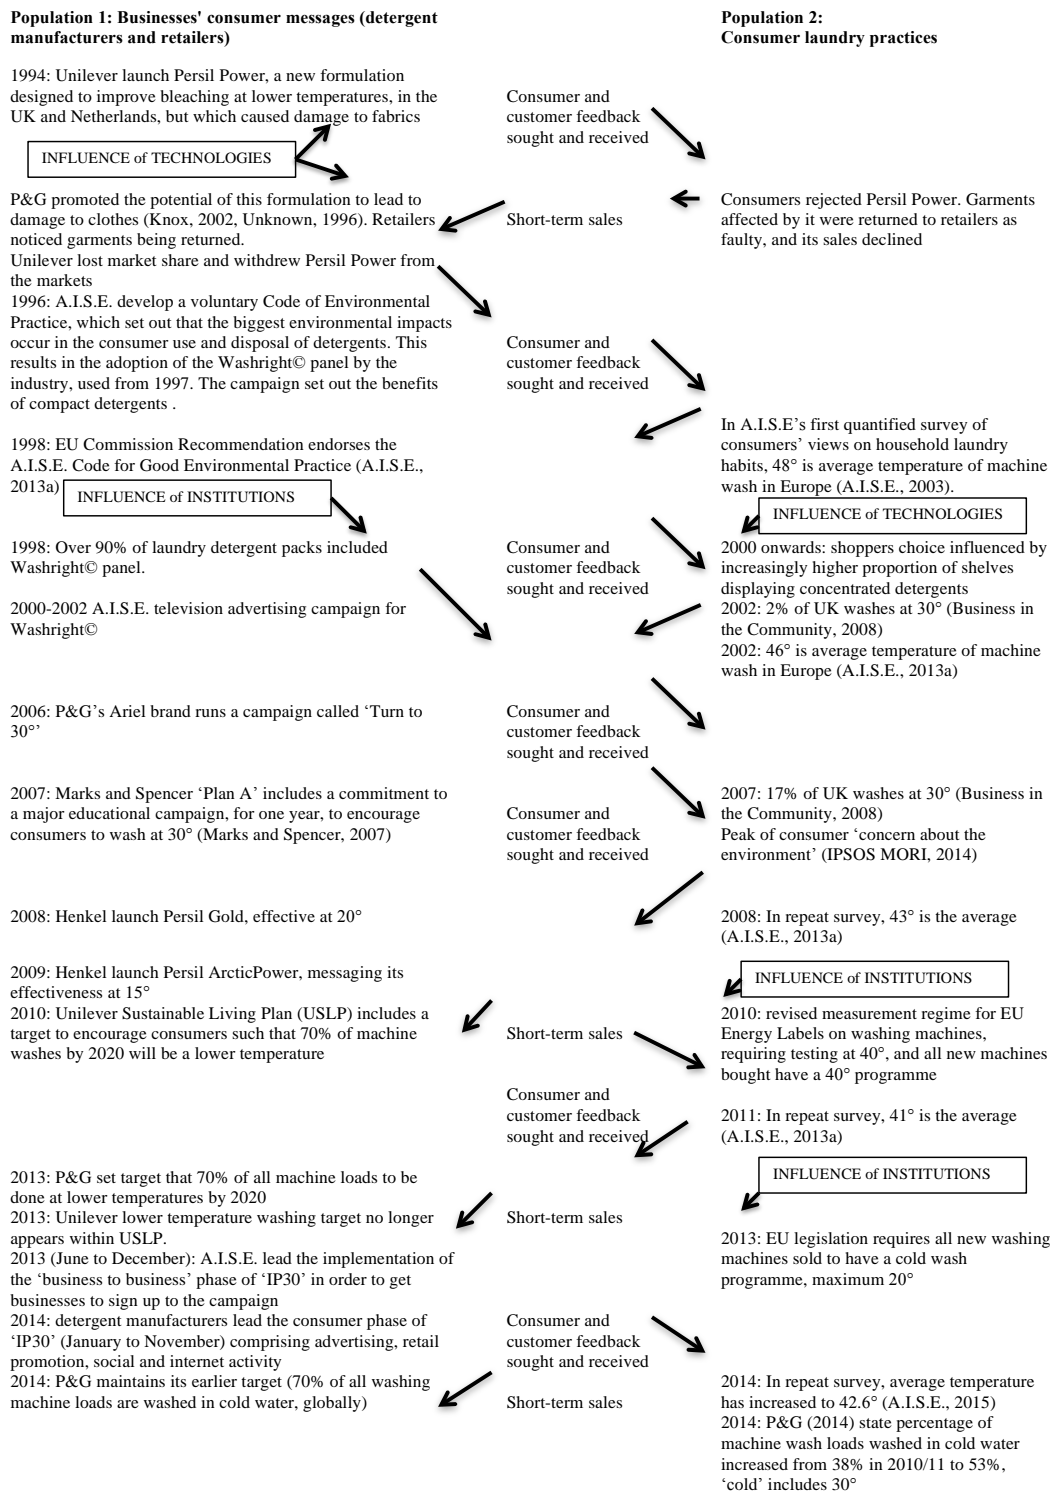 Population 1: Businesses' consumer messages (detergent
manufacturers and retailers)
Population 2:
Consumer laundry practices
1994: Unilever launch Persil Power, a new formulation
designed to improve bleaching at lower temperatures, in the
UK and Netherlands, but which caused damage to fabrics
Consumer and
customer feedback
sought and received
INFLUENCE of TECHNOLOGIES
P&G promoted the potential of this formulation to lead to
damage to clothes (Knox, 2002, Unknown, 1996). Retailers
noticed garments being returned.
Unilever lost market share and withdrew Persil Power from
the markets
Short-term sales
Consumers rejected Persil Power. Garments
affected by it were returned to retailers as
faulty, and its sales declined
1996: A.I.S.E. develop a voluntary Code of Environmental
Practice, which set out that the biggest environmental impacts
occur in the consumer use and disposal of detergents. This
results in the adoption of the Washright© panel by the
industry, used from 1997. The campaign set out the benefits
of compact detergents .
Consumer and
customer feedback
sought and received
In A.I.S.E's first quantified survey of
consumers' views on household laundry
habits, 48° is average temperature of machine
wash in Europe (A.I.S.E., 2003).
1998: EU Commission Recommendation endorses the
A.I.S.E. Code for Good Environmental Practice (A.I.S.E.,
2013a)
INFLUENCE of INSTITUTIONS
INFLUENCE of TECHNOLOGIES
1998: Over 90% of laundry detergent packs included
Washright© panel.
Consumer and
customer feedback
sought and received
2000 onwards: shoppers choice influenced by
increasingly higher proportion of shelves
displaying concentrated detergents
2000-2002 A.I.S.E. television advertising campaign for
Washright©
2002: 2% of UK washes at 30° (Business in
the Community, 2008)
2002: 46° is average temperature of machine
wash in Europe (A.I.S.E., 2013a)
2006: P&G's Ariel brand runs a campaign called ‘Turn to
30°’
Consumer and
customer feedback
sought and received
2007: Marks and Spencer ‘Plan A’ includes a commitment to
a major educational campaign, for one year, to encourage
consumers to wash at 30° (Marks and Spencer, 2007)
Consumer and
customer feedback
sought and received
2007: 17% of UK washes at 30° (Business in
the Community, 2008)
Peak of consumer ‘concern about the
environment’ (IPSOS MORI, 2014)
2008: Henkel launch Persil Gold, effective at 20°
2008: In repeat survey, 43° is the average
(A.I.S.E., 2013a)
2009: Henkel launch Persil ArcticPower, messaging its
effectiveness at 15°
INFLUENCE of INSTITUTIONS
2010: Unilever Sustainable Living Plan (USLP) includes a
target to encourage consumers such that 70% of machine
washes by 2020 will be a lower temperature
Short-term sales
2010: revised measurement regime for EU
Energy Labels on washing machines,
requiring testing at 40°, and all new machines
bought have a 40° programme
Consumer and
customer feedback
sought and received
2011: In repeat survey, 41° is the average
(A.I.S.E., 2013a)
INFLUENCE of INSTITUTIONS
2013: P&G set target that 70% of all machine loads to be
done at lower temperatures by 2020
2013: Unilever lower temperature washing target no longer
appears within USLP.
Short-term sales
2013: EU legislation requires all new washing
machines sold to have a cold wash
programme, maximum 20°
2013 (June to December): A.I.S.E. lead the implementation of
the ‘business to business’ phase of ‘IP30’ in order to get
businesses to sign up to the campaign
2014: detergent manufacturers lead the consumer phase of
‘IP30’ (January to November) comprising advertising, retail
promotion, social and internet activity
Consumer and
customer feedback
sought and received
2014: P&G maintains its earlier target (70% of all washing
machine loads are washed in cold water, globally)
Short-term sales
2014: In repeat survey, average temperature
has increased to 42.6° (A.I.S.E., 2015)
2014: P&G (2014) state percentage of
machine wash loads washed in cold water
increased from 38% in 2010/11 to 53%,
‘cold’ includes 30°